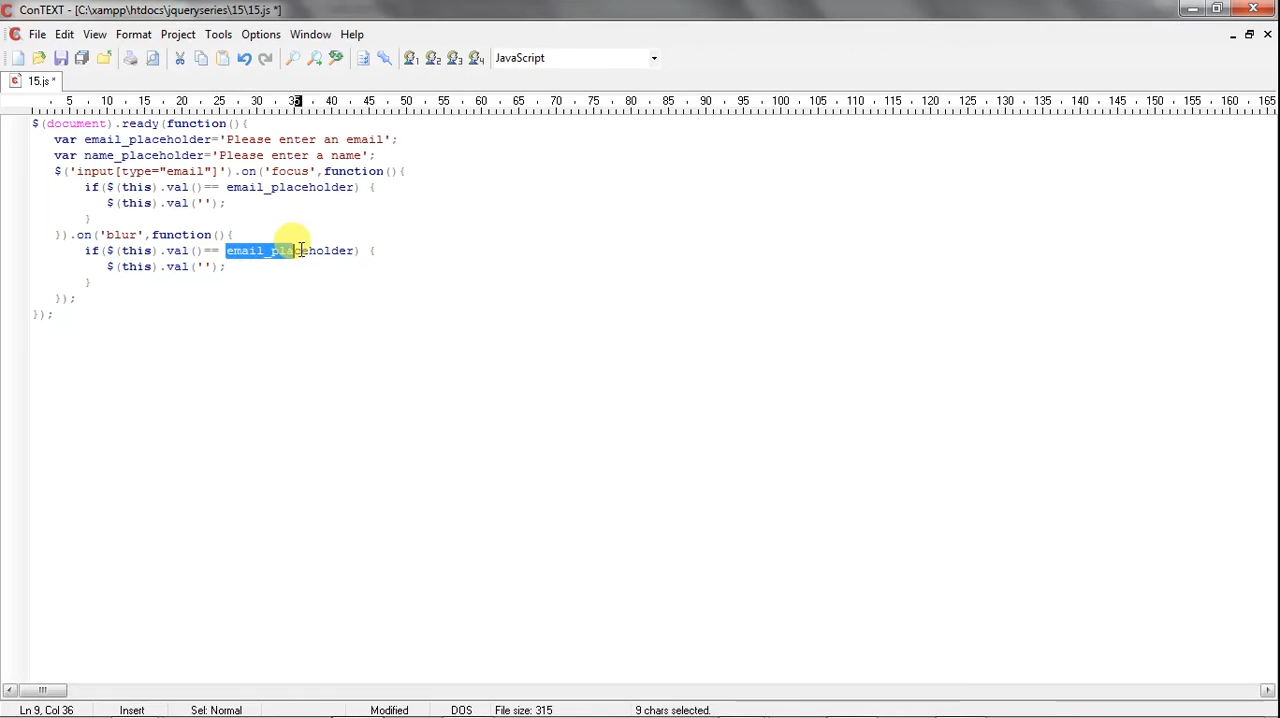 ConTEXT - [C:\xampp\htdocs\jqueryseries\15\15.js *]
File Edit View Format Project Tools Options Window Help
1 2 3 4 JavaScript
15.js *
5 10 15 20 25 30 35 40 45 50 55 60 65 70 75 80 85 90 95 100 105 110 115 120 125 130 135 140 145 150 155 160 165
$(document).ready(function(){
var email_placeholder='Please enter an email';
var name_placeholder='Please enter a name';
$('input[type="email"]').on('focus',function(){
if($(this).val()== email_placeholder) {
$(this).val('');
}
}).on('blur',function(){
if($(this).val()== email_placeholder) {
$(this).val('');
}
});
});
Ln 9, Col 36 Insert Sel: Normal Modified DOS File size: 315 9 chars selected.